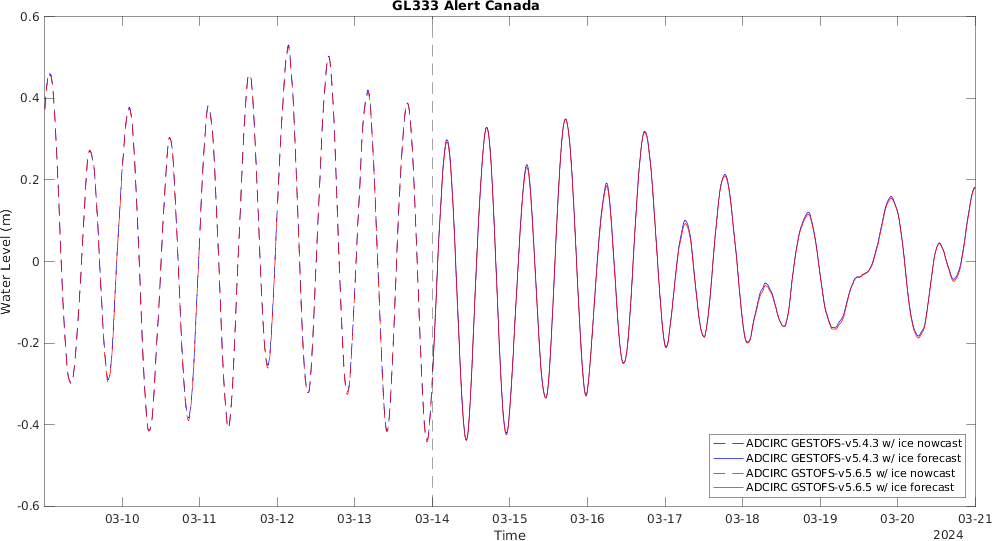 GL333 Alert Canada
0.6
0.4
0.2
0
-0.2
-0.4
-0.6
Water Level (m)
ADCIRC GESTOFS-v5.4.3 w/ ice nowcast
ADCIRC GESTOFS-v5.4.3 w/ ice forecast
ADCIRC GSTOFS-v5.6.5 w/ ice nowcast
ADCIRC GSTOFS-v5.6.5 w/ ice forecast
03-10 03-11 03-12 03-13 03-14 03-15 03-16 03-17 03-18 03-19 03-20 03-21
Time
2024